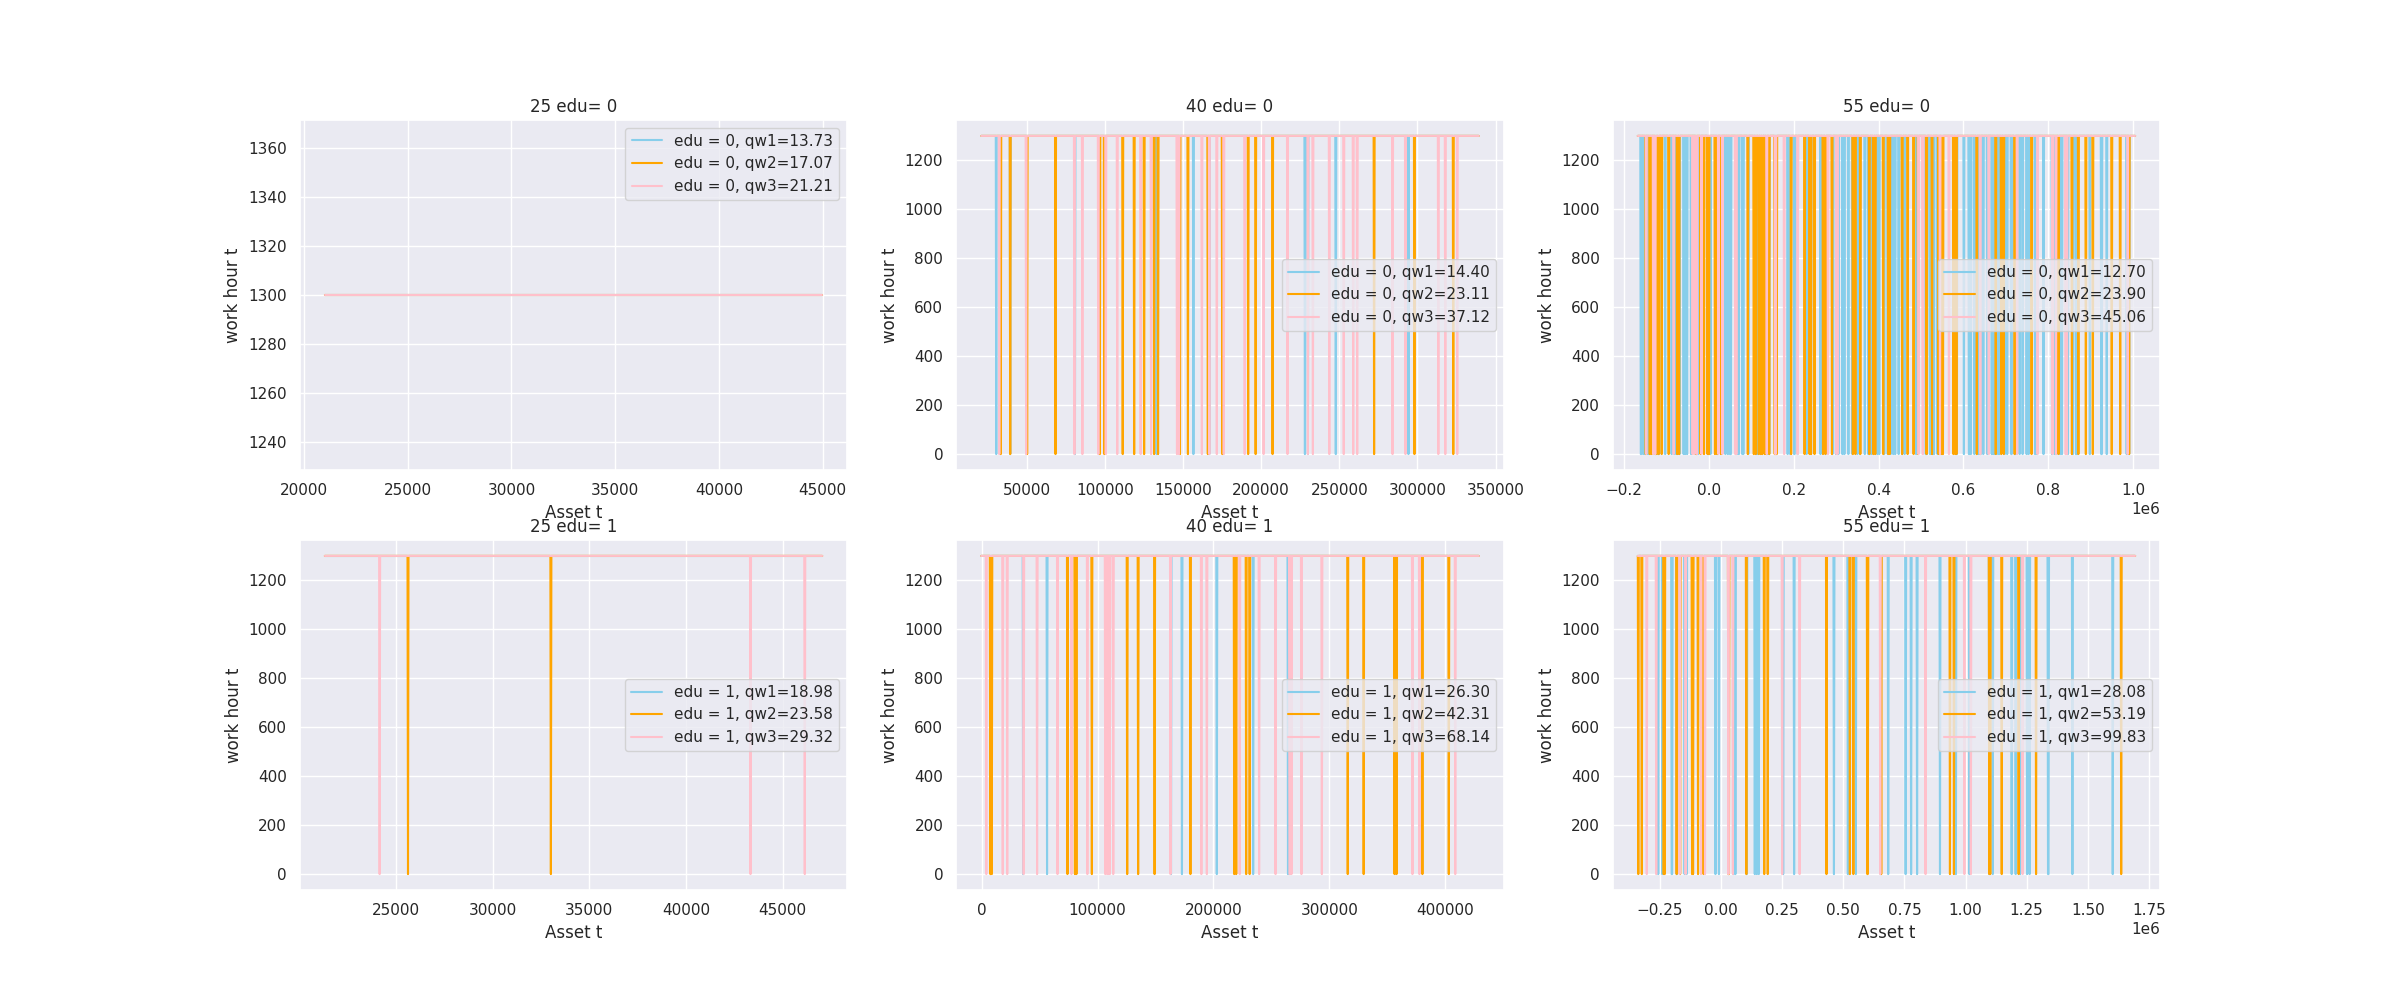 25 edu= 0
1360
1340
1320
1300
1280
1260
1240
work hour t
edu = 0, qw1=13.73
edu = 0, qw2=17.07
edu = 0, qw3=21.21
20000 25000 30000 35000 40000 45000
Asset t
40 edu= 0
1200
1000
800
600
400
200
0
work hour t
edu = 0, qw1=14.40
edu = 0, qw2=23.11
edu = 0, qw3=37.12
50000 100000 150000 200000 250000 300000 350000
Asset t
55 edu= 0
1200
1000
800
600
400
200
0
work hour t
edu = 0, qw1=12.70
edu = 0, qw2=23.90
edu = 0, qw3=45.06
−0.2 0.0 0.2 0.4 0.6 0.8 1.0
1e6
Asset t
25 edu= 1
1200
1000
800
600
400
200
0
work hour t
edu = 1, qw1=18.98
edu = 1, qw2=23.58
edu = 1, qw3=29.32
25000 30000 35000 40000 45000
Asset t
40 edu= 1
1200
1000
800
600
400
200
0
work hour t
edu = 1, qw1=26.30
edu = 1, qw2=42.31
edu = 1, qw3=68.14
0 100000 200000 300000 400000
Asset t
55 edu= 1
1200
1000
800
600
400
200
0
work hour t
edu = 1, qw1=28.08
edu = 1, qw2=53.19
edu = 1, qw3=99.83
−0.25 0.00 0.25 0.50 0.75 1.00 1.25 1.50 1.75
1e6
Asset t